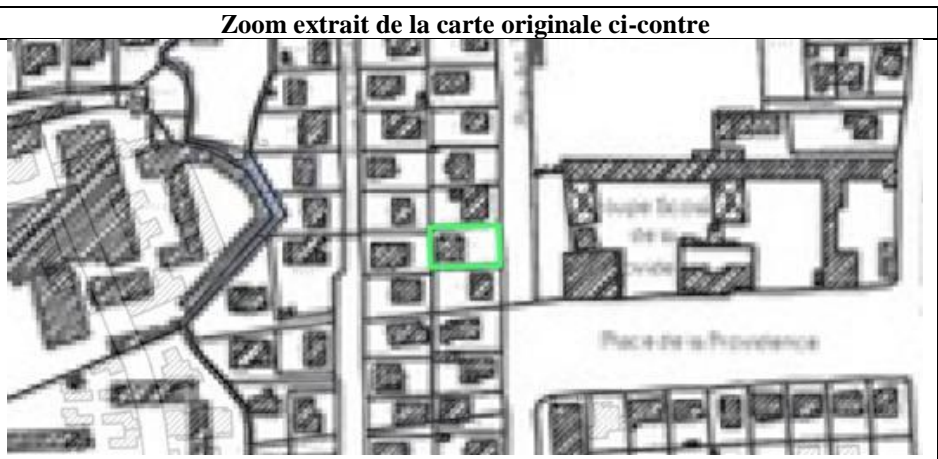 Zoom extrait de la carte originale ci-contre
Place de la Providence